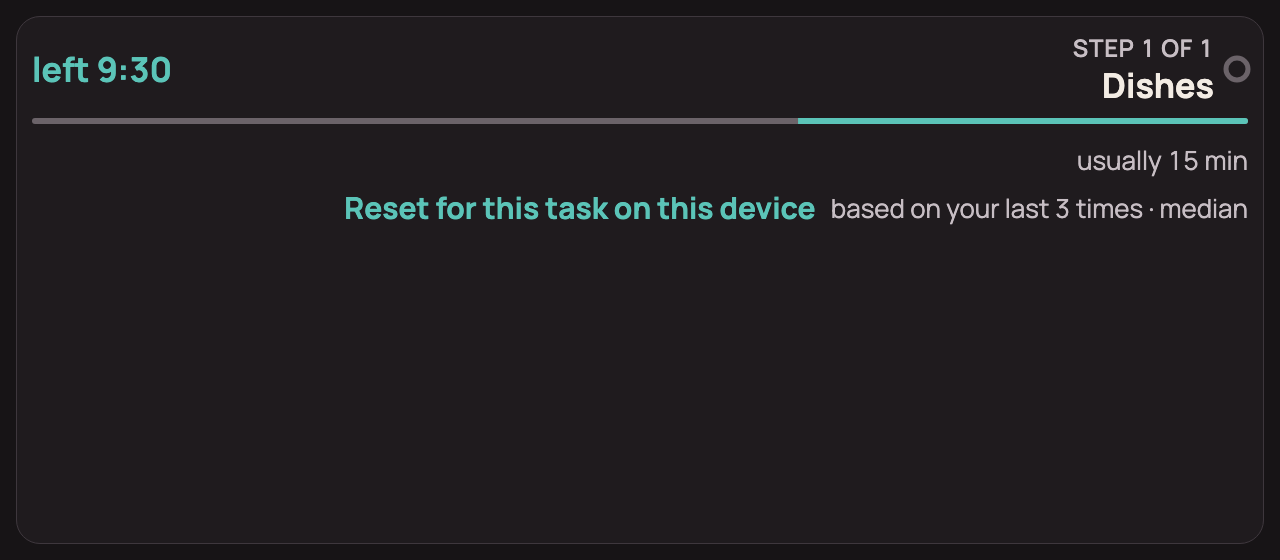 left 9:30
STEP 1 OF 1
Dishes
usually 15 min
Reset for this task on this device based on your last 3 times · median